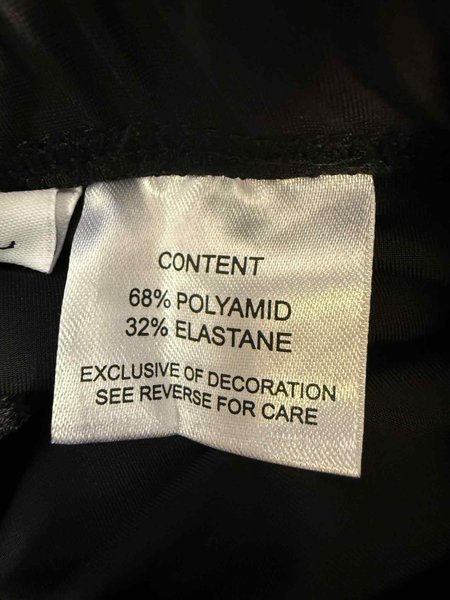 CONTENT
68% POLYAMID
32% ELASTANE
EXCLUSIVE OF DECORATION
SEE REVERSE FOR CARE